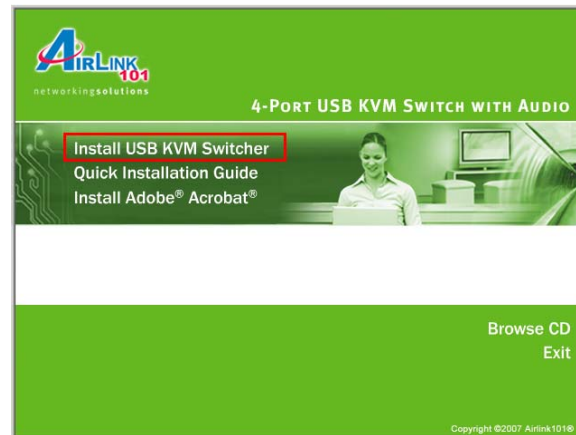 AIRLINK
101
networkingsolutions
4-PORT USB KVM SWITCH WITH AUDIO
Install USB KVM Switcher
Quick Installation Guide
Install Adobe® Acrobat®
Browse CD
Exit
Copyright ©2007 Airlink101®